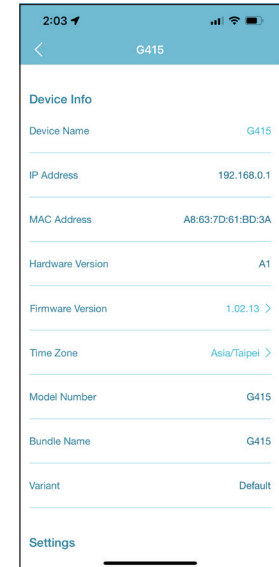 2:03
G415
Device Info
Device Name G415
IP Address 192.168.0.1
MAC Address A8:63:7D:61:BD:3A
Hardware Version A1
Firmware Version 1.02.13 >
Time Zone Asia/Taipei >
Model Number G415
Bundle Name G415
Variant Default
Settings